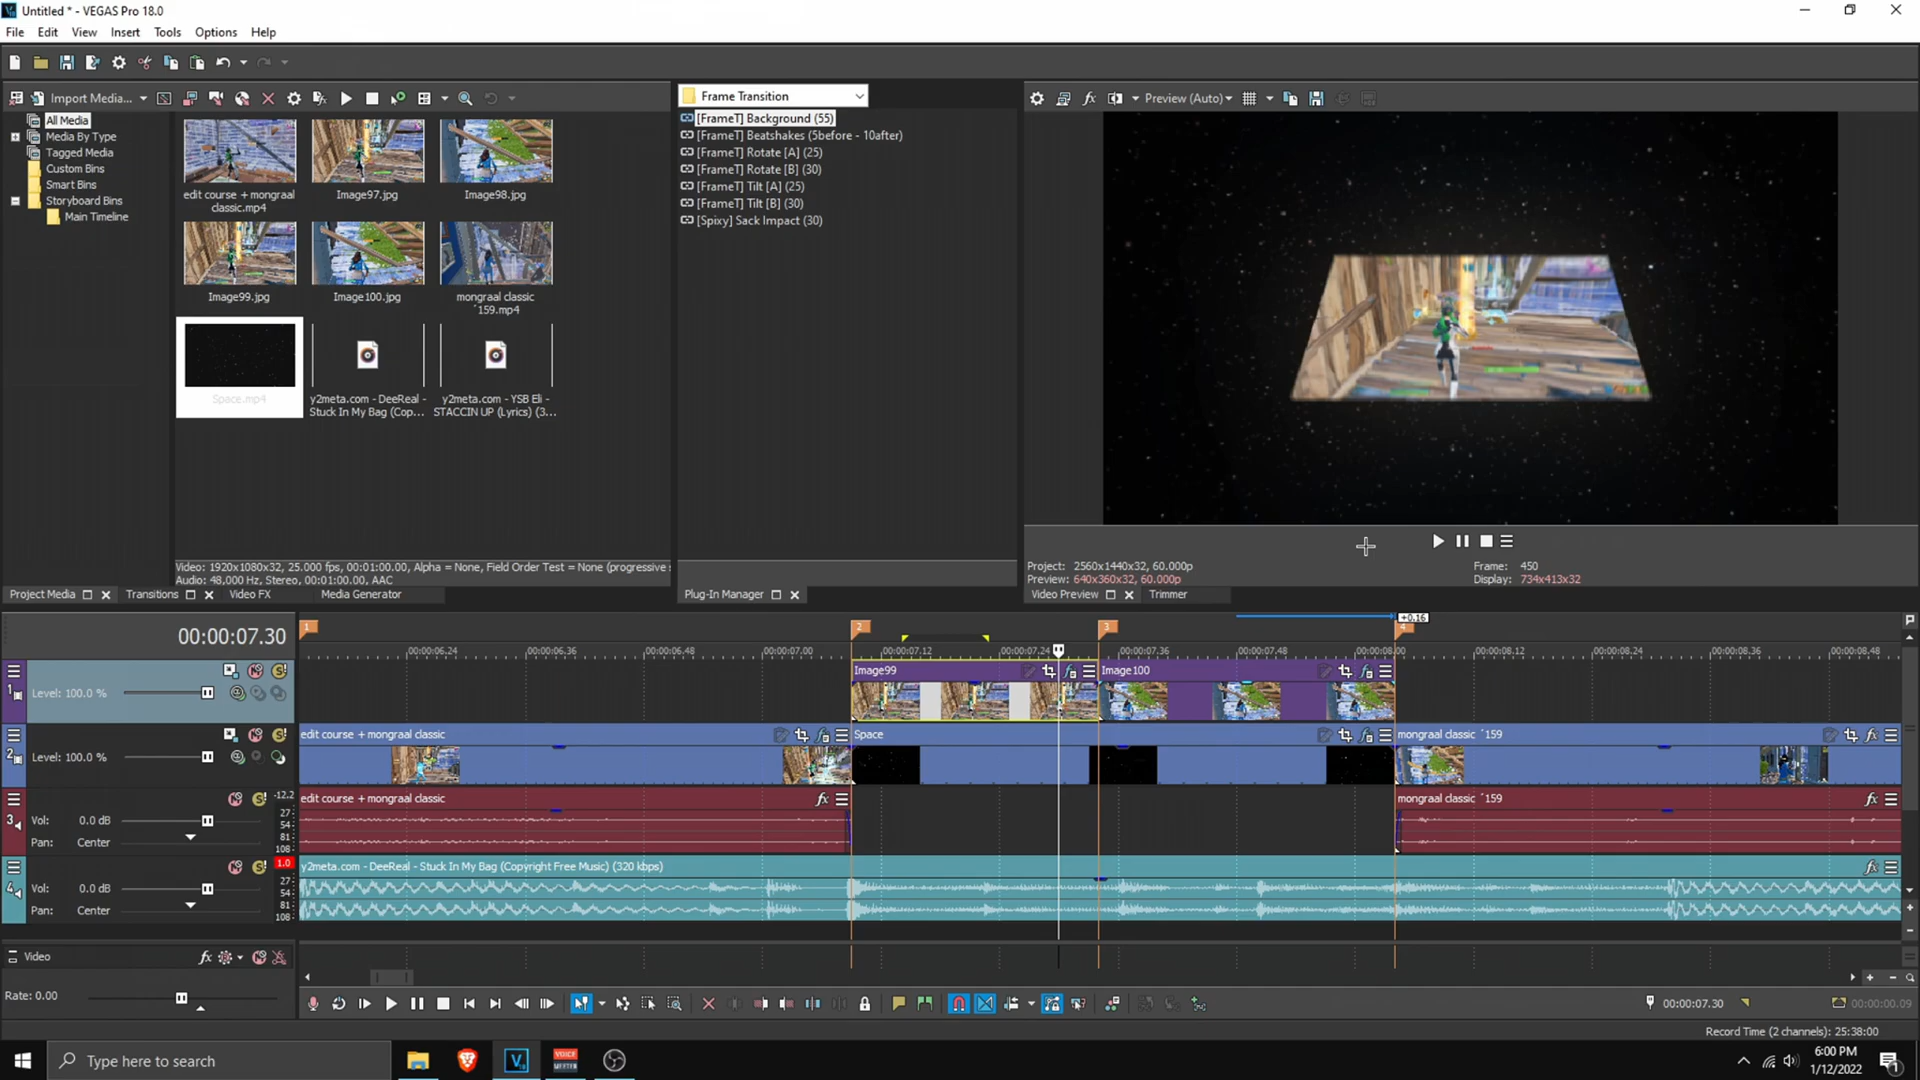 Untitled * - VEGAS Pro 18.0
File Edit View Insert Tools Options Help
Import Media...
All Media
Media By Type
Tagged Media
Custom Bins
Smart Bins
Storyboard Bins
Main Timeline
edit course + mongraal classic.mp4
Image97.jpg
Image98.jpg
Image99.jpg
Image100.jpg
mongraal classic ´159.mp4
Space.mp4
y2meta.com - DeeReal - Stuck In My Bag (Cop...
y2meta.com - YSB Eli - STACCIN UP (Lyrics) (3...
Video: 1920x1080x32, 25.000 fps, 00:01:00.00, Alpha = None, Field Order Test = None (progressive s
Audio: 48,000 Hz, Stereo, 00:01:00.00, AAC
Project Media
Transitions
Video FX
Media Generator
Frame Transition
[FrameT] Background (55)
[FrameT] Beatshakes (5before - 10after)
[FrameT] Rotate [A] (25)
[FrameT] Rotate [B] (30)
[FrameT] Tilt [A] (25)
[FrameT] Tilt [B] (30)
[Spixy] Sack Impact (30)
Plug-In Manager
Preview (Auto)
Project: 2560x1440x32, 60.000p
Preview: 640x360x32, 60.000p
Frame: 450
Display: 734x413x32
Video Preview
Trimmer
00:00:07.30
1
2
3
4
+0.16
00:00:06.24
00:00:06.36
00:00:06.48
00:00:07.00
00:00:07.12
00:00:07.24
00:00:07.36
00:00:07.48
00:00:08.00
00:00:08.12
00:00:08.24
00:00:08.36
00:00:08.48
1
Level: 100.0 %
Image99
Image100
2
Level: 100.0 %
edit course + mongraal classic
Space
mongraal classic ´159
3
Vol: 0.0 dB
Pan: Center
-12.2
27
54
81
108
edit course + mongraal classic
mongraal classic ´159
4
Vol: 0.0 dB
Pan: Center
1.0
27
54
81
108
y2meta.com - DeeReal - Stuck In My Bag (Copyright Free Music) (320 kbps)
Video
Rate: 0.00
00:00:07.30
00:00:00.09
Record Time (2 channels): 25:38:00
Type here to search
VOICE
MEETER
6:00 PM
1/12/2022
1